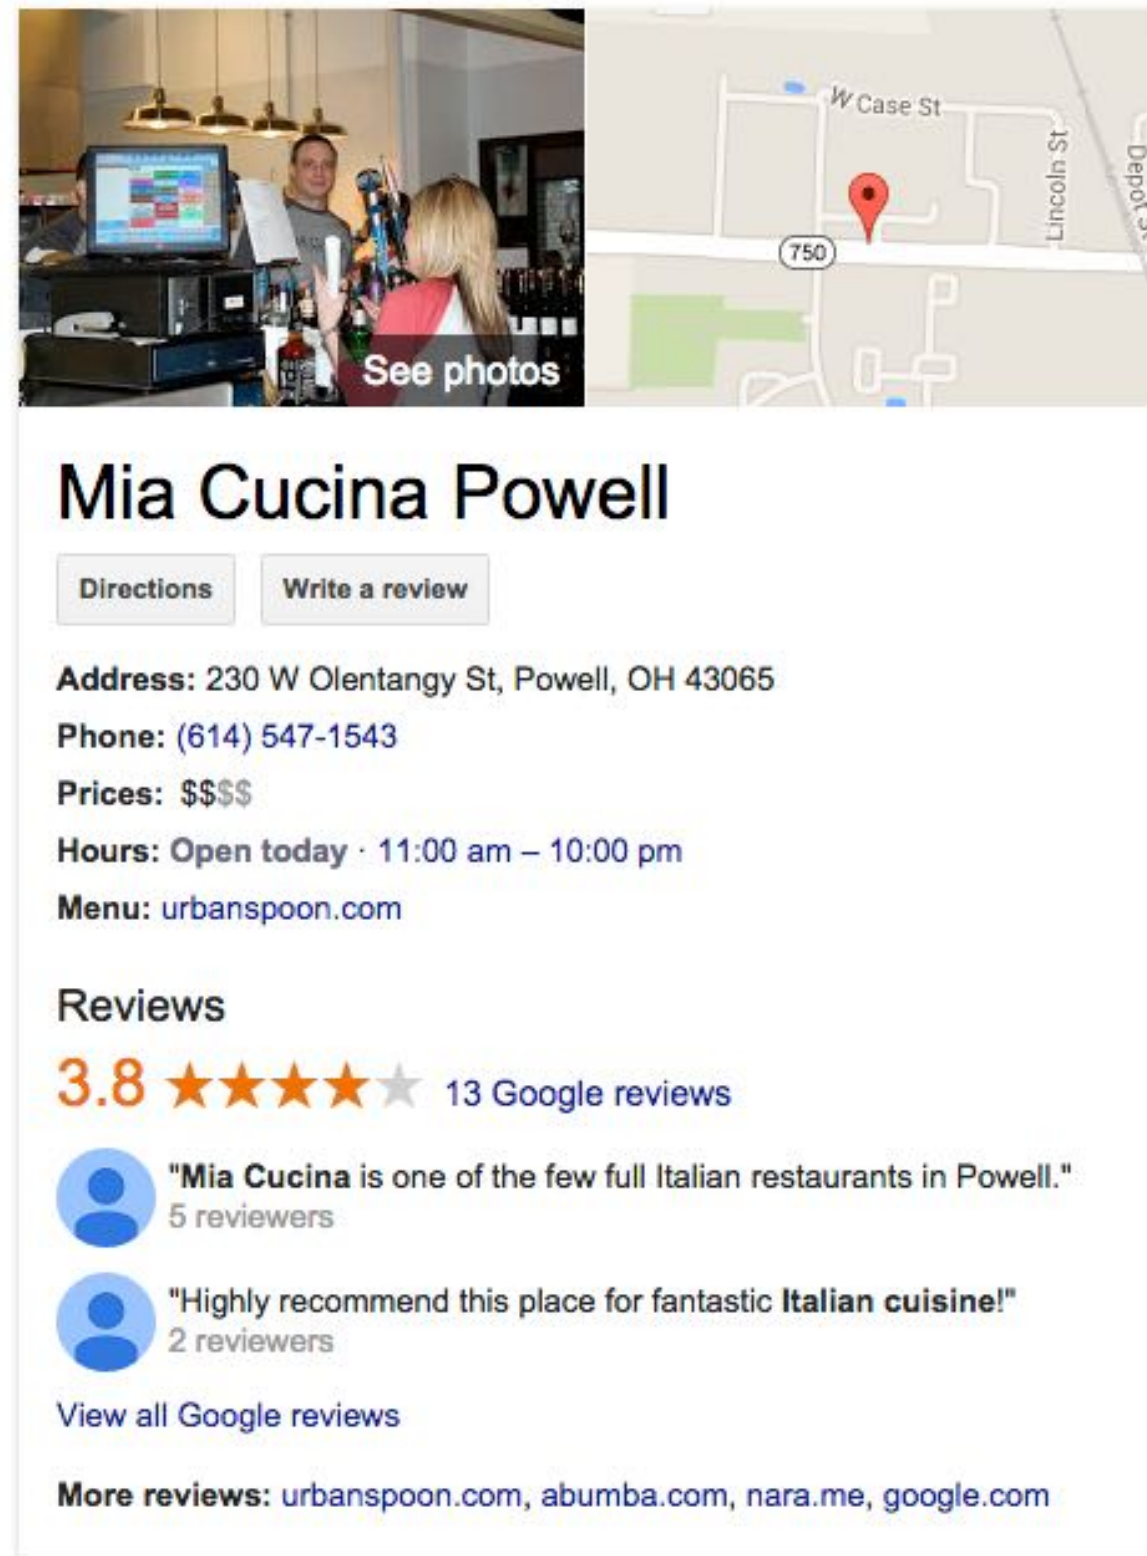 See photos
W Case St
Lincoln St
Depot St
750
Mia Cucina Powell
Directions
Write a review
Address: 230 W Olentangy St, Powell, OH 43065
Phone: (614) 547-1543
Prices: $$$$
Hours: Open today · 11:00 am – 10:00 pm
Menu: urbanspoon.com
Reviews
3.8
13 Google reviews
"Mia Cucina is one of the few full Italian restaurants in Powell."
5 reviewers
"Highly recommend this place for fantastic Italian cuisine!"
2 reviewers
View all Google reviews
More reviews: urbanspoon.com, abumba.com, nara.me, google.com